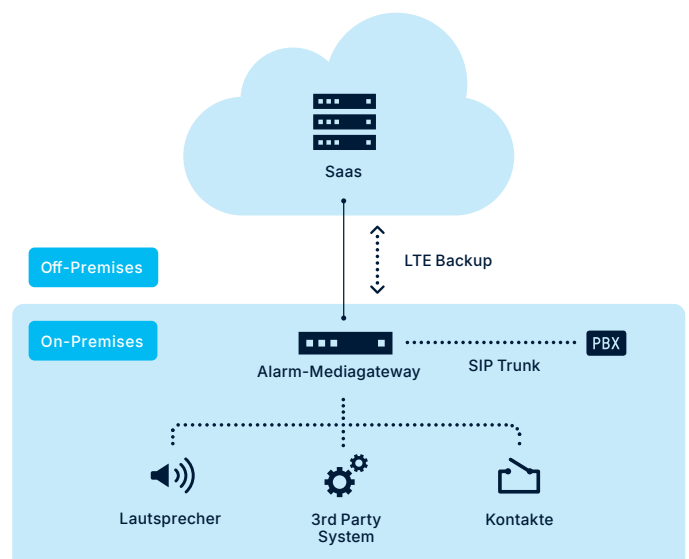 Saas
LTE Backup
Off-Premises
On-Premises
PBX
Alarm-Mediagateway
SIP Trunk
Lautsprecher
3rd Party
System
Kontakte